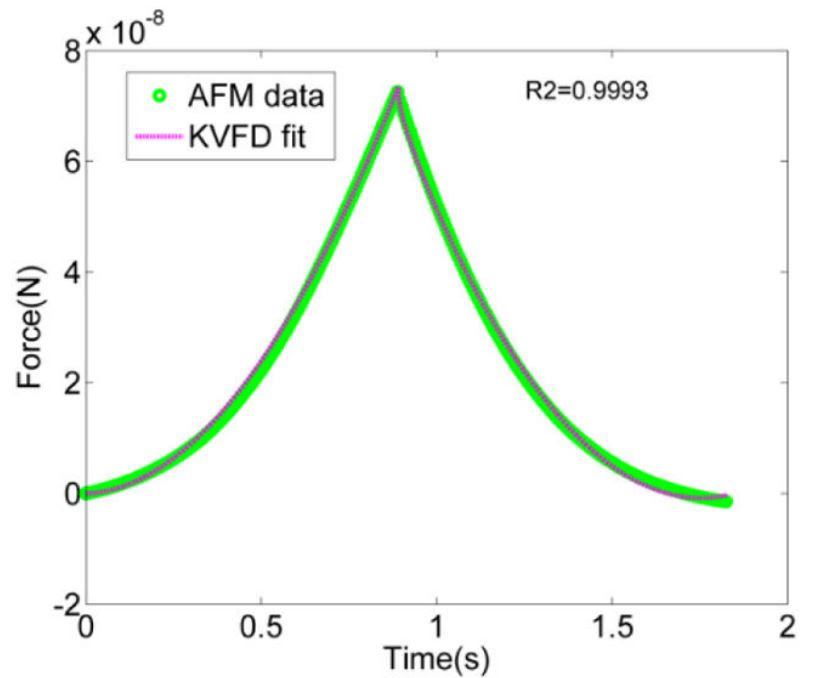 x 10^-8
8
6
4
2
0
-2
Force(N)
AFM data
KVFD fit
R2=0.9993
0 0.5 1 1.5 2
Time(s)